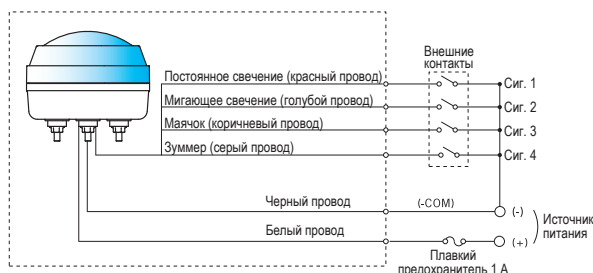 Внешние
контакты
Постоянное свечение (красный провод)
Сиг. 1
Мигающее свечение (голубой провод)
Сиг. 2
Маячок (коричневый провод)
Сиг. 3
Зуммер (серый провод)
Сиг. 4
Черный провод
(-COM)
(-)
Источник
питания
Белый провод
(+)
Плавкий
предохранитель 1 А